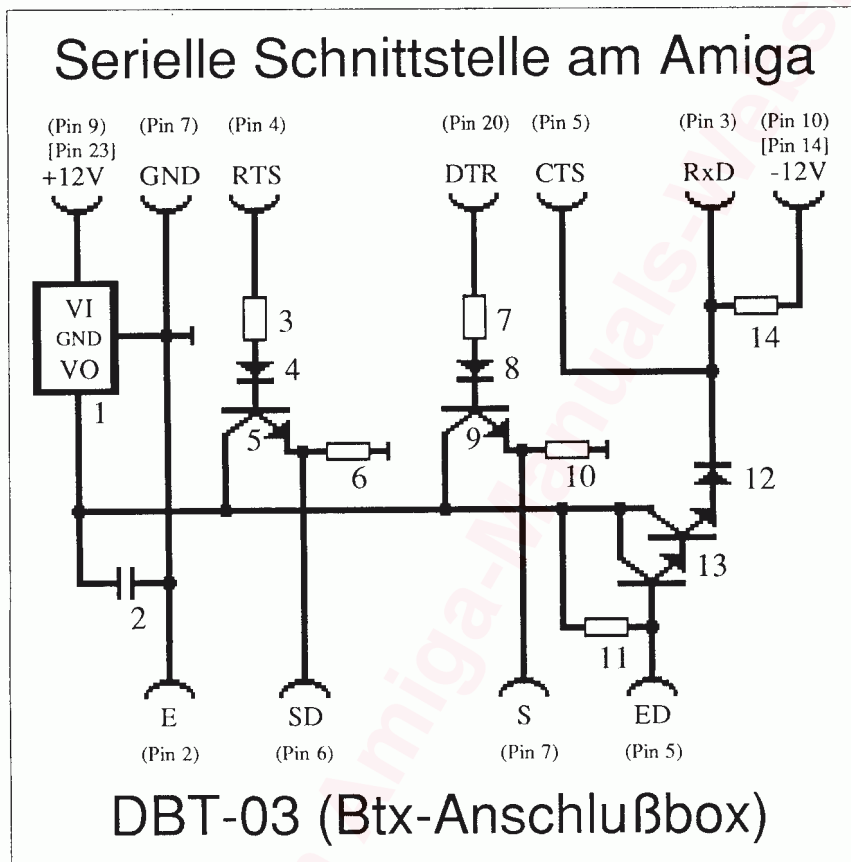 Serielle Schnittstelle am Amiga
(Pin 9) (Pin 7) (Pin 4) (Pin 20) (Pin 5) (Pin 3) (Pin 10)
[Pin 23] [Pin 14]
+12V GND RTS DTR CTS RxD -12V
VI
GND
VO
1
3
7
14
4
8
5
9
6
10
12
13
2
11
E SD S ED
(Pin 2) (Pin 6) (Pin 7) (Pin 5)
DBT-03 (Btx-Anschlußbox)
Amiga-Manuals-Webs